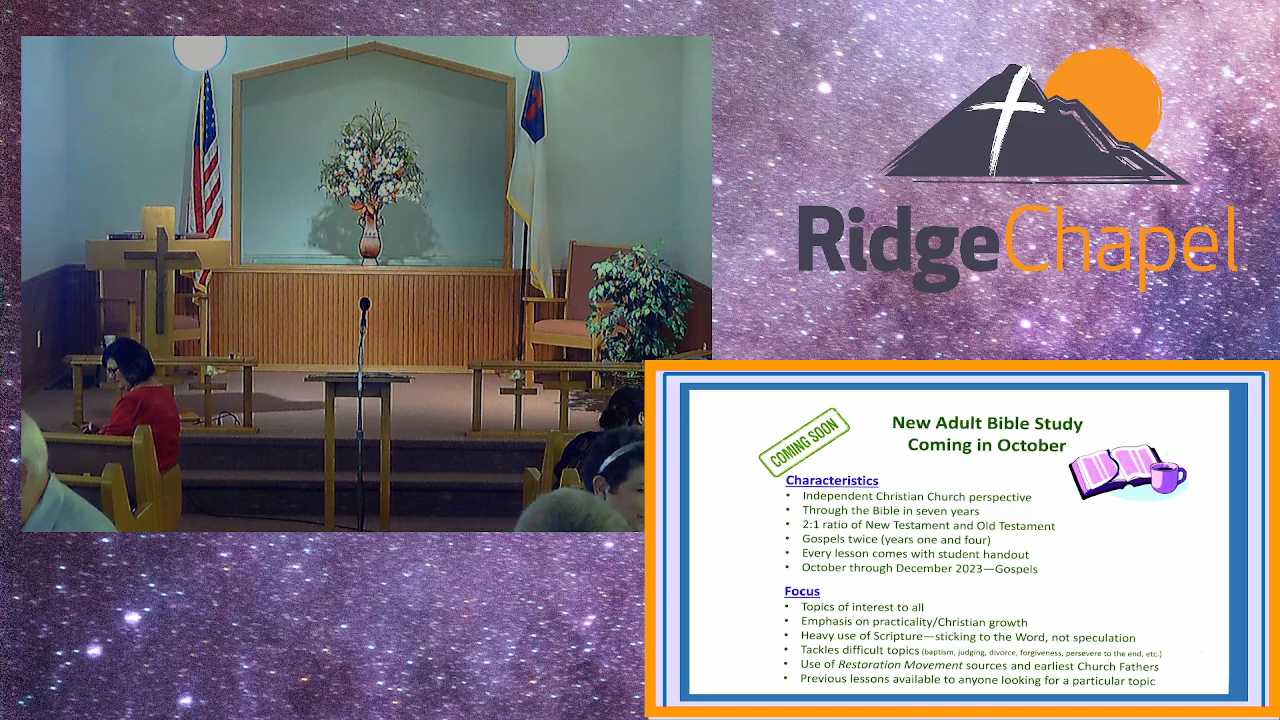 RidgeChapel
COMING SOON
New Adult Bible Study
Coming in October
Characteristics
• Independent Christian Church perspective
• Through the Bible in seven years
• 2:1 ratio of New Testament and Old Testament
• Gospels twice (years one and four)
• Every lesson comes with student handout
• October through December 2023—Gospels
Focus
• Topics of interest to all
• Emphasis on practicality/Christian growth
• Heavy use of Scripture—sticking to the Word, not speculation
• Tackles difficult topics (baptism, judging, divorce, forgiveness, persevere to the end, etc.)
• Use of Restoration Movement sources and earliest Church Fathers
• Previous lessons available to anyone looking for a particular topic